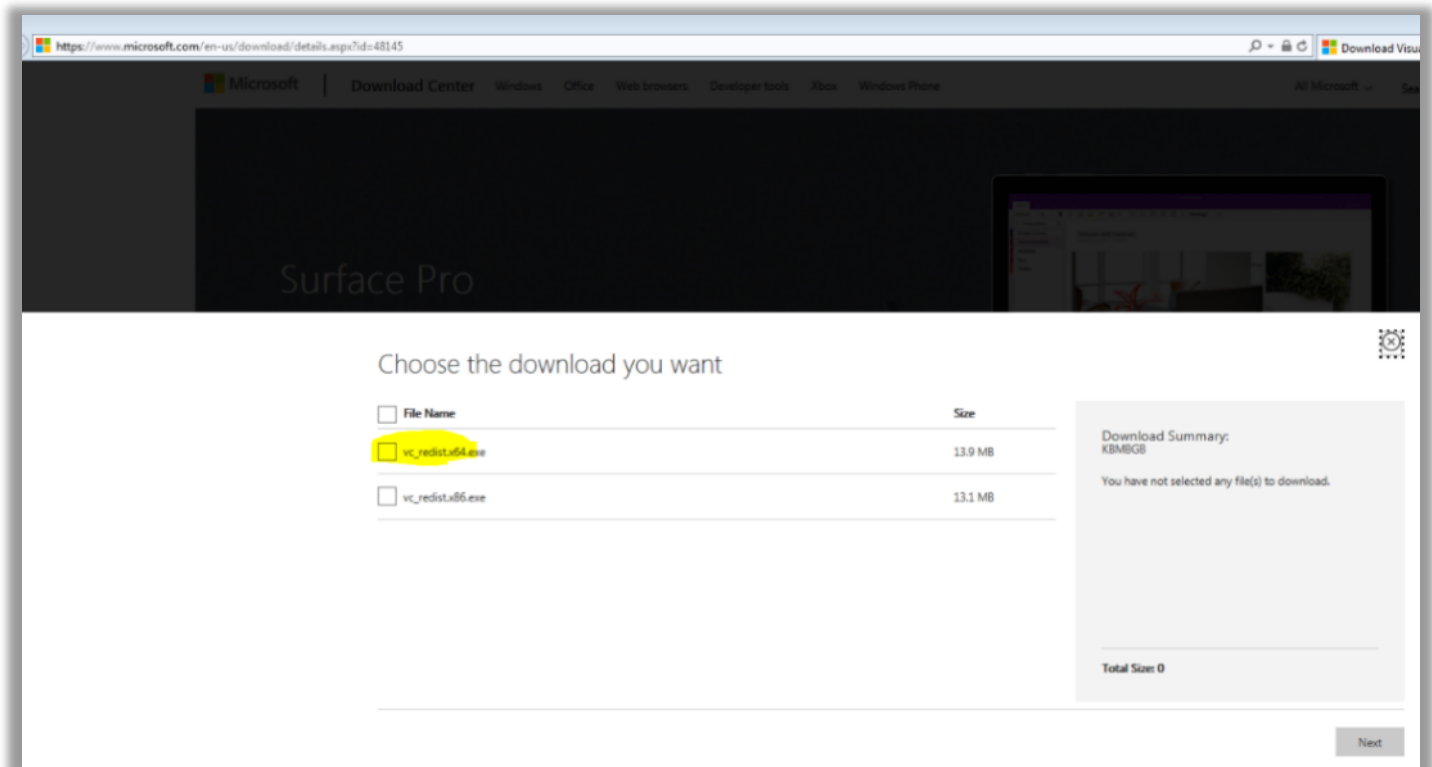 https://www.microsoft.com/en-us/download/details.aspx?id=48145
Download Visu
Microsoft
Download Center Windows Office Web browsers Developer tools Xbox Windows Phone
All Microsoft
Sea
Surface Pro
Choose the download you want
File Name Size
vc_redist.x64.exe 13.9 MB
vc_redist.x86.exe 13.1 MB
Download Summary:
KBMBGB
You have not selected any file(s) to download.
Total Size: 0
Next